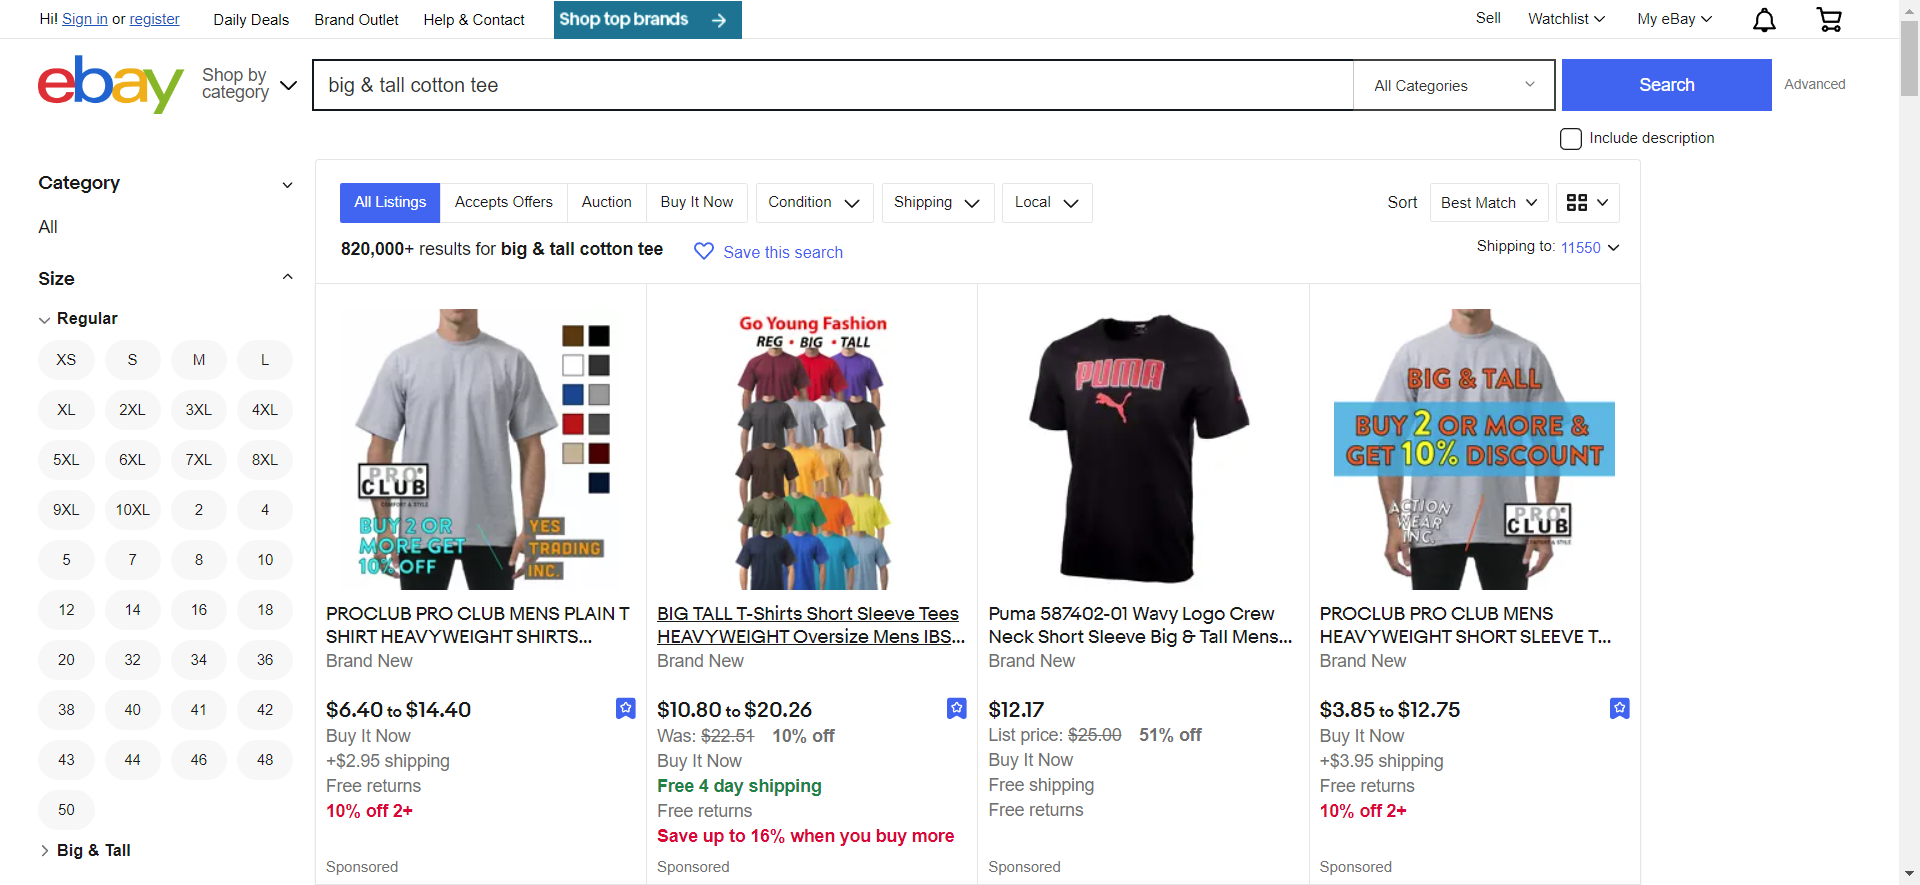 Hi! Sign in or register
Daily Deals
Brand Outlet
Help & Contact
Shop top brands
Sell
Watchlist
My eBay
ebay
Shop by
category
big & tall cotton tee
All Categories
Search
Advanced
Include description
Category
All
Size
Regular
XS S M L
XL 2XL 3XL 4XL
5XL 6XL 7XL 8XL
9XL 10XL 2 4
5 7 8 10
12 14 16 18
20 32 34 36
38 40 41 42
43 44 46 48
50
Big & Tall
All Listings
Accepts Offers
Auction
Buy It Now
Condition
Shipping
Local
Sort
Best Match
820,000+ results for big & tall cotton tee
Save this search
Shipping to: 11550
PRO
CLUB
COMFORT & STYLE
BUY 2 OR
MORE GET
10% OFF
YES
TRADING
INC.
PROCLUB PRO CLUB MENS PLAIN T
SHIRT HEAVYWEIGHT SHIRTS...
Brand New
$6.40 to $14.40
Buy It Now
+$2.95 shipping
Free returns
10% off 2+
Sponsored
Go Young Fashion
REG • BIG • TALL
BIG TALL T-Shirts Short Sleeve Tees
HEAVYWEIGHT Oversize Mens IBS...
Brand New
$10.80 to $20.26
Was: $22.51 10% off
Buy It Now
Free 4 day shipping
Free returns
Save up to 16% when you buy more
Sponsored
PUMA
Puma 587402-01 Wavy Logo Crew
Neck Short Sleeve Big & Tall Mens...
Brand New
$12.17
List price: $25.00 51% off
Buy It Now
Free shipping
Free returns
Sponsored
BIG & TALL
BUY 2 OR MORE &
GET 10% DISCOUNT
ACTION
WEAR
INC.
PRO
CLUB
COMFORT & STYLE
PROCLUB PRO CLUB MENS
HEAVYWEIGHT SHORT SLEEVE T...
Brand New
$3.85 to $12.75
Buy It Now
+$3.95 shipping
Free returns
10% off 2+
Sponsored